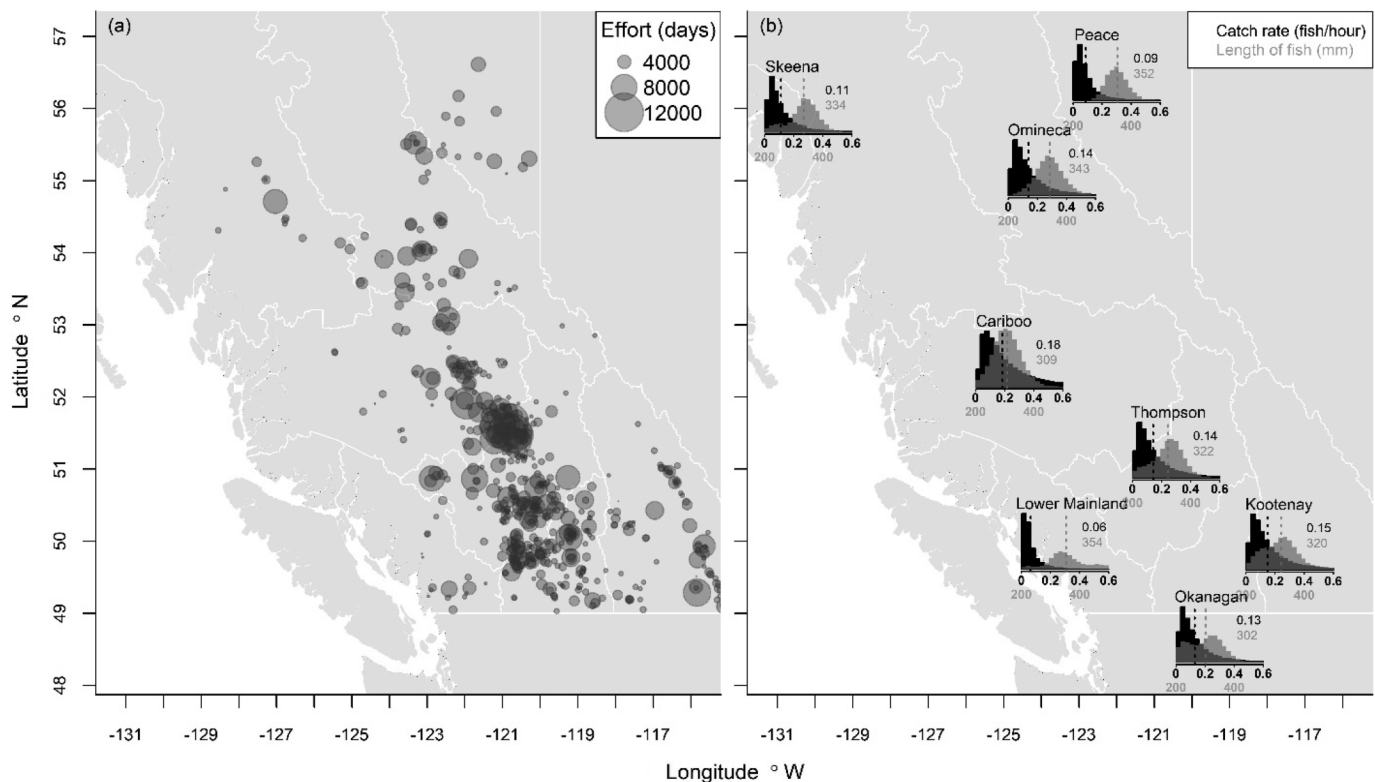 (a)
Effort (days)
4000
8000
12000
57
56
55
54
53
52
51
50
49
48
Latitude ° N
-131
-129
-127
-125
-123
-121
-119
-117
(b)
Catch rate (fish/hour)
Length of fish (mm)
Peace
0.09
352
0 0.2 0.4 0.6
200 400
Skeena
0.11
334
0 0.2 0.4 0.6
200 400
Omineca
0.14
343
0 0.2 0.4 0.6
200 400
Cariboo
0.18
309
0 0.2 0.4 0.6
200 400
Thompson
0.14
322
0 0.2 0.4 0.6
200 400
Lower Mainland
0.06
354
0 0.2 0.4 0.6
200 400
Kootenay
0.15
320
0 0.2 0.4 0.6
200 400
Okanagan
0.13
302
0 0.2 0.4 0.6
200 400
-131
-129
-127
-125
-123
-121
-119
-117
Longitude ° W